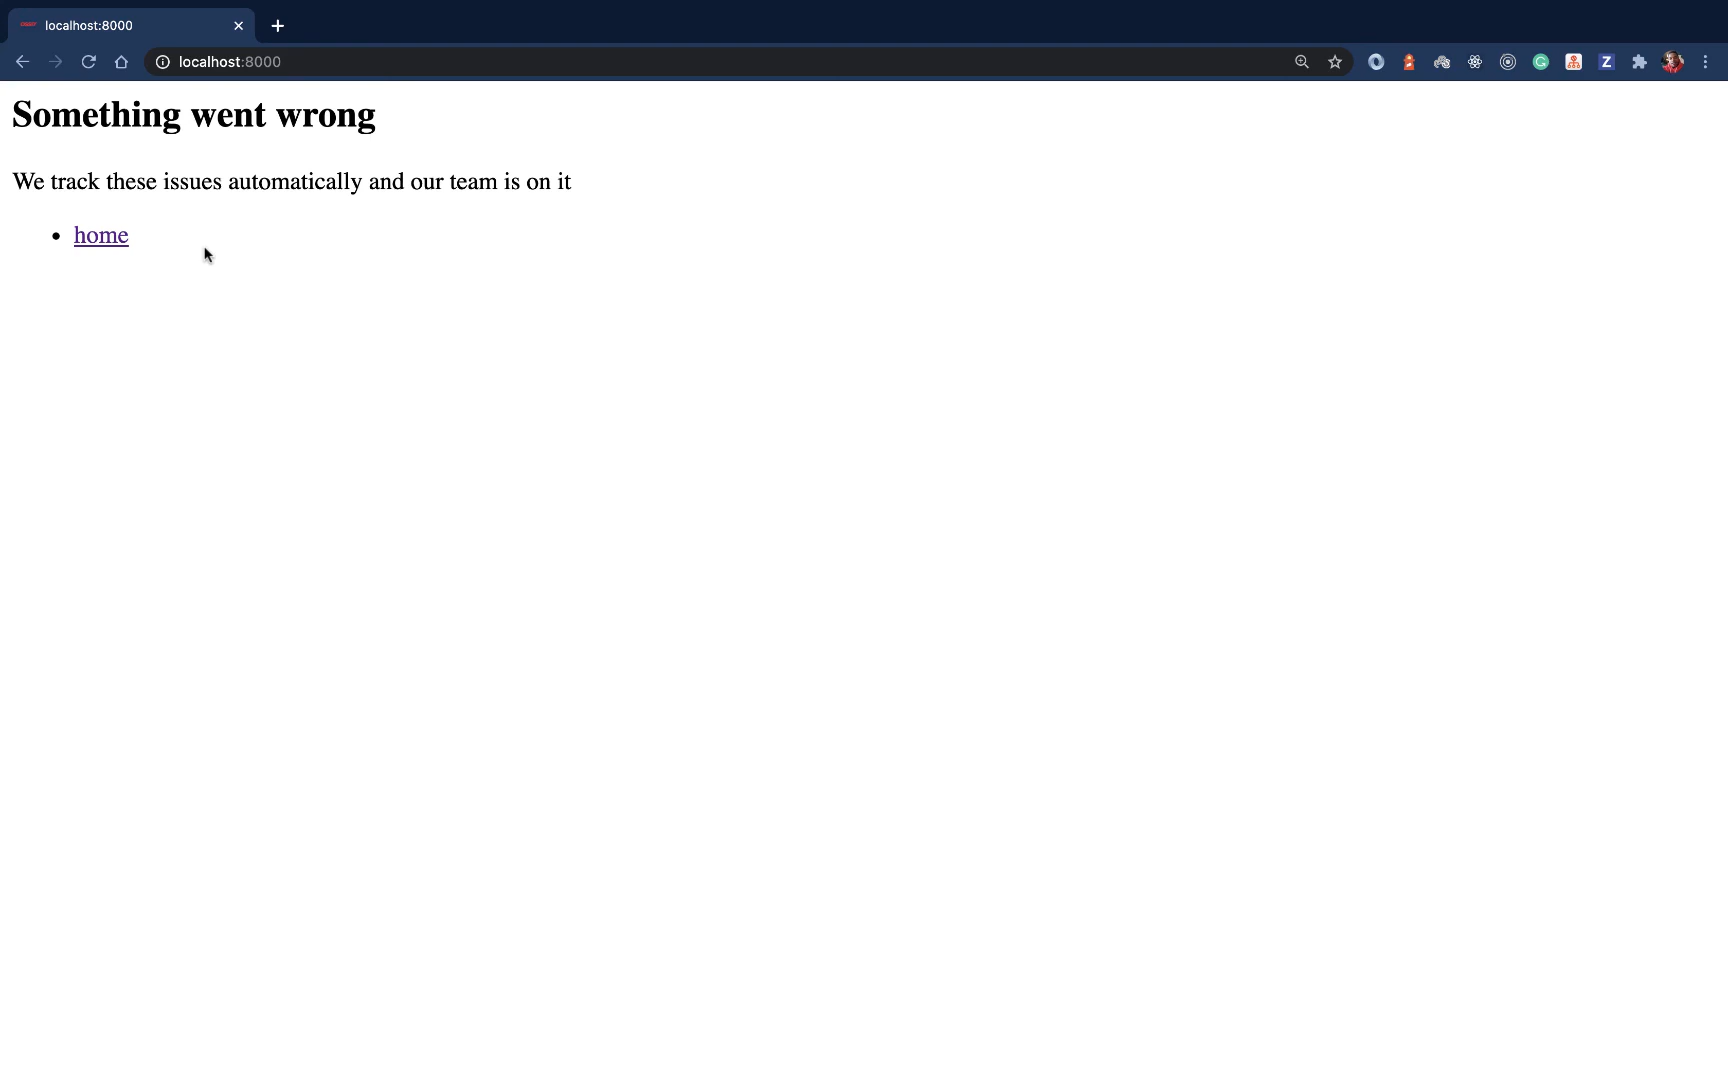 localhost:8000
localhost:8000
Something went wrong
We track these issues automatically and our team is on it
home